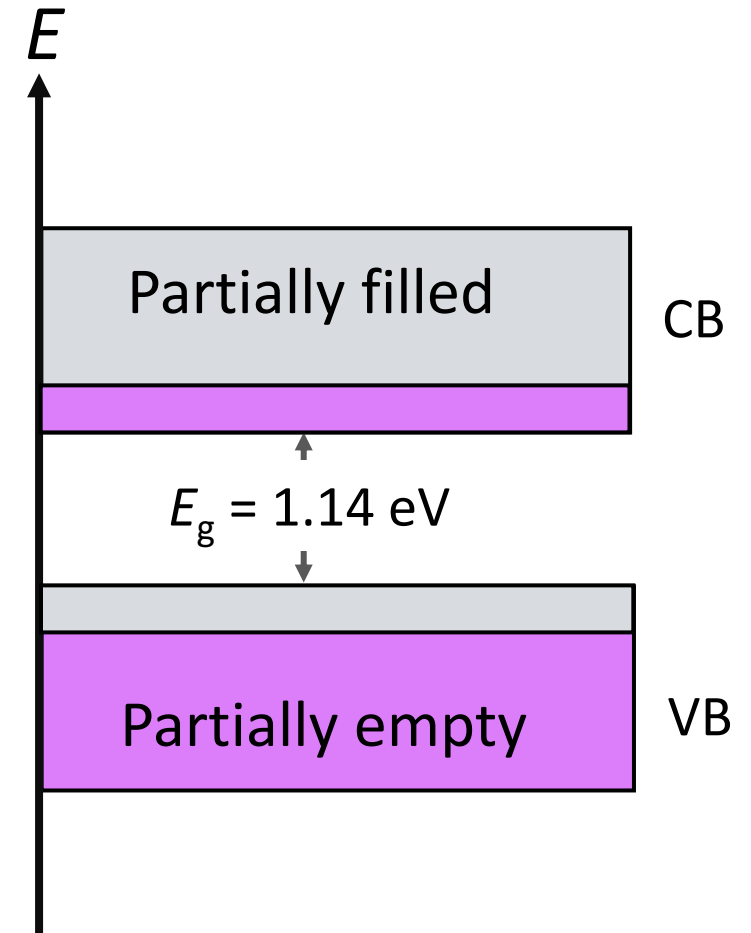 E
Partially filled
CB
Eg = 1.14 eV
Partially empty
VB